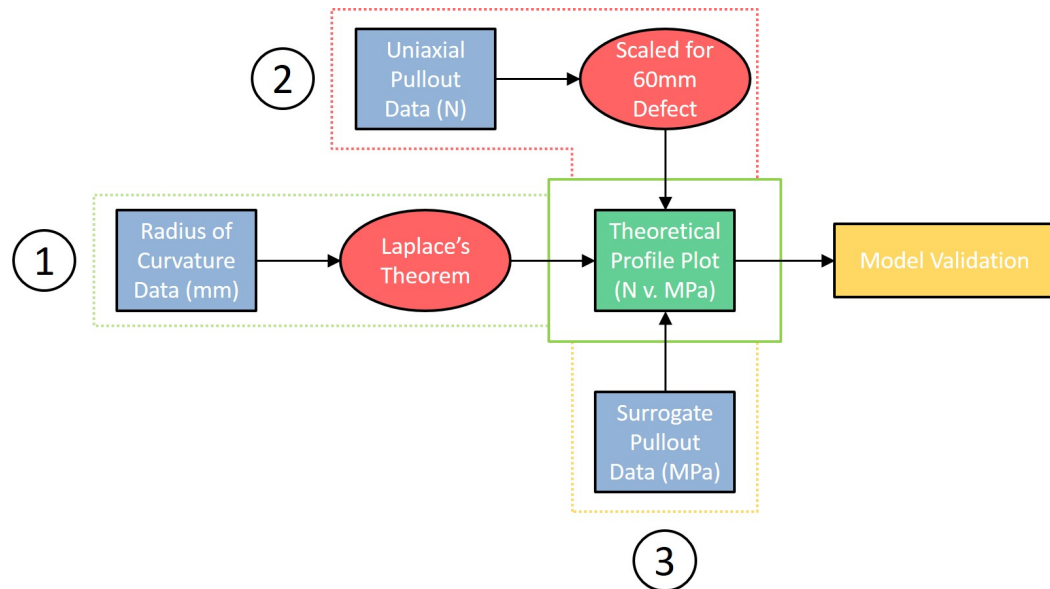 2
Uniaxial
Pullout
Data (N)
Scaled for
60mm
Defect
1
Radius of
Curvature
Data (mm)
Laplace’s
Theorem
Theoretical
Profile Plot
(N v. MPa)
Model Validation
Surrogate
Pullout
Data (MPa)
3